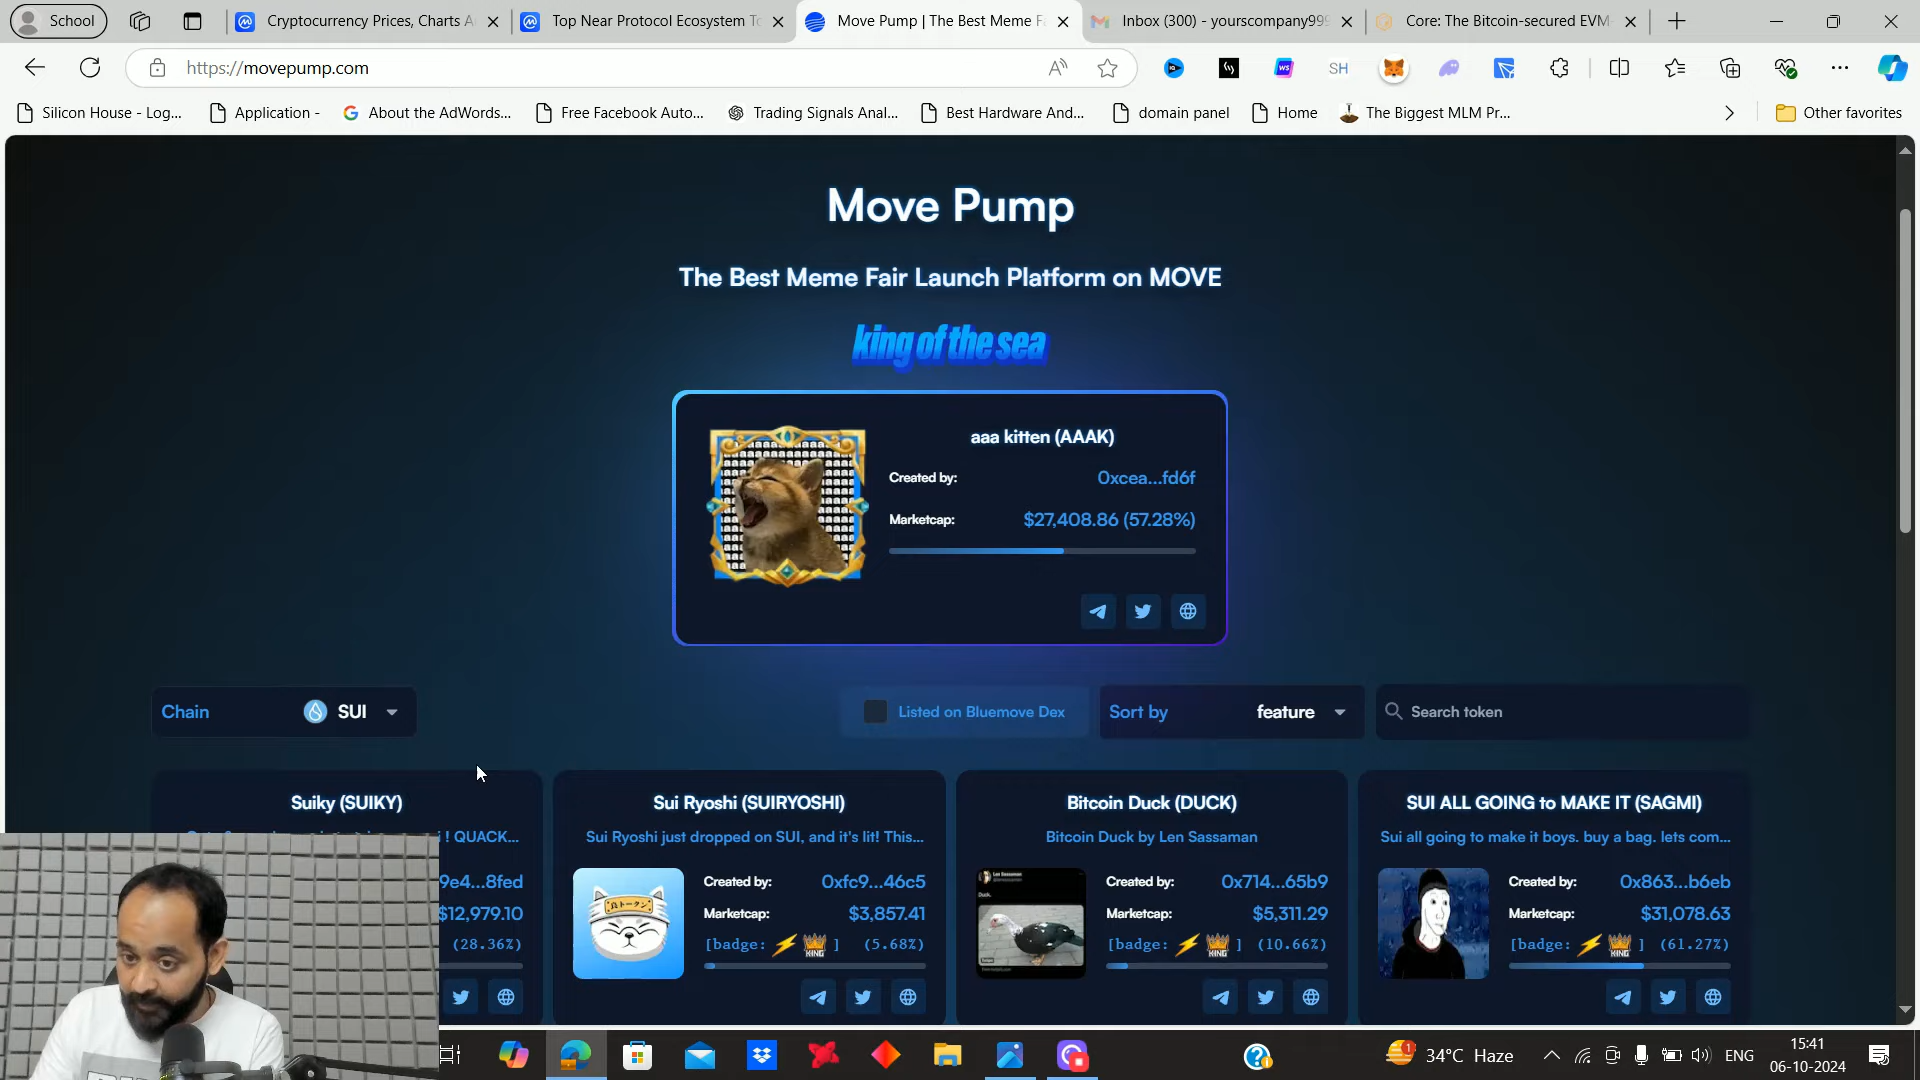 School
Cryptocurrency Prices, Charts A
Top Near Protocol Ecosystem To
Move Pump | The Best Meme Fa
Inbox (300) - yourscompany999
Core: The Bitcoin-secured EVM
https://movepump.com
SH
Silicon House - Log...
Application -
About the AdWords...
Free Facebook Auto...
Trading Signals Anal...
Best Hardware And...
domain panel
Home
The Biggest MLM Pr...
Other favorites
Move Pump
The Best Meme Fair Launch Platform on MOVE
king of the sea
aaa kitten (AAAK)
Created by: 0xcea...fd6f
Marketcap: $27,408.86 (57.28%)
Chain SUI
Listed on Bluemove Dex
Sort by feature
Search token
Suiky (SUIKY)
! QUACK...
9e4...8fed
$12,979.10
(28.36%)
Sui Ryoshi (SUIRYOSHI)
Sui Ryoshi just dropped on SUI, and it's lit! This...
Created by: 0xfc9...46c5
Marketcap: $3,857.41
[badge: KING ] (5.68%)
Bitcoin Duck (DUCK)
Bitcoin Duck by Len Sassaman
Len Sassaman
Duck.
Created by: 0x714...65b9
Marketcap: $5,311.29
[badge: KING ] (10.66%)
SUI ALL GOING to MAKE IT (SAGMI)
Sui all going to make it boys. buy a bag. lets com...
Created by: 0x863...b6eb
Marketcap: $31,078.63
[badge: KING ] (61.27%)
1
34°C Haze
ENG
15:41
06-10-2024